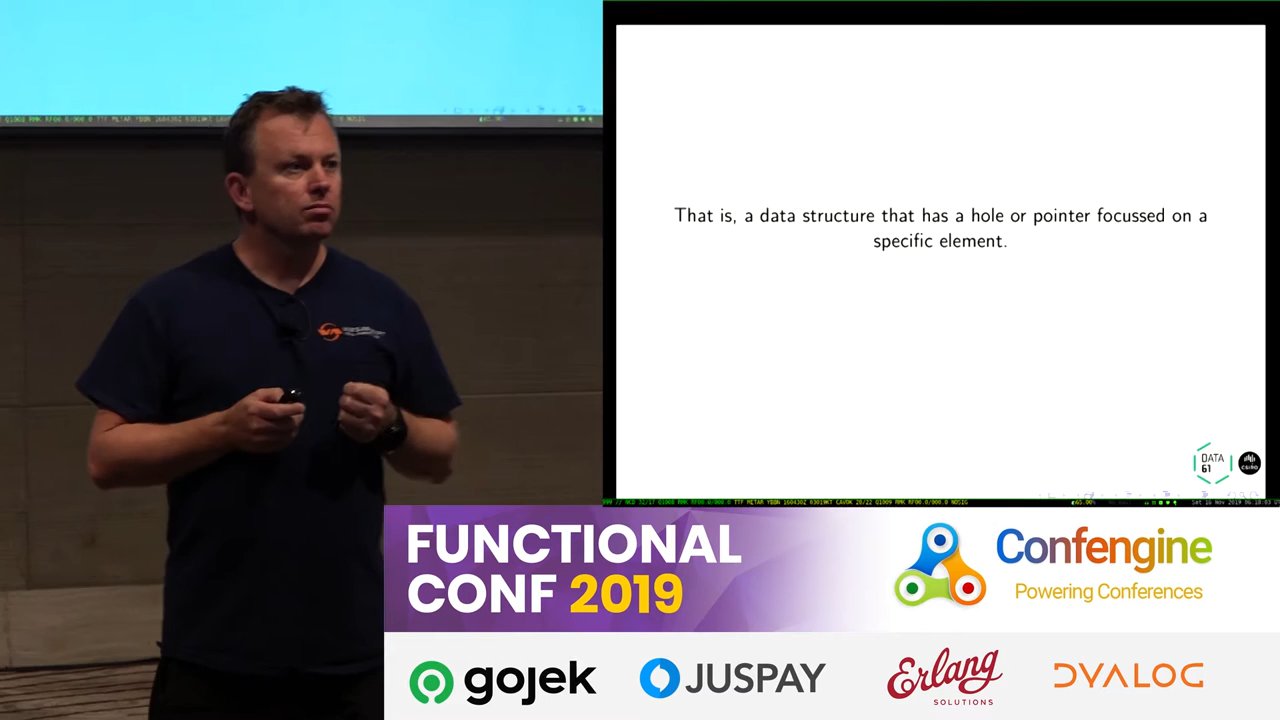 That is, a data structure that has a hole or pointer focussed on a
specific element.
DATA
61
CSIRO
FUNCTIONAL
CONF 2019
Confengine
Powering Conferences
gojek
JUSPAY
Erlang
SOLUTIONS
DYALOG